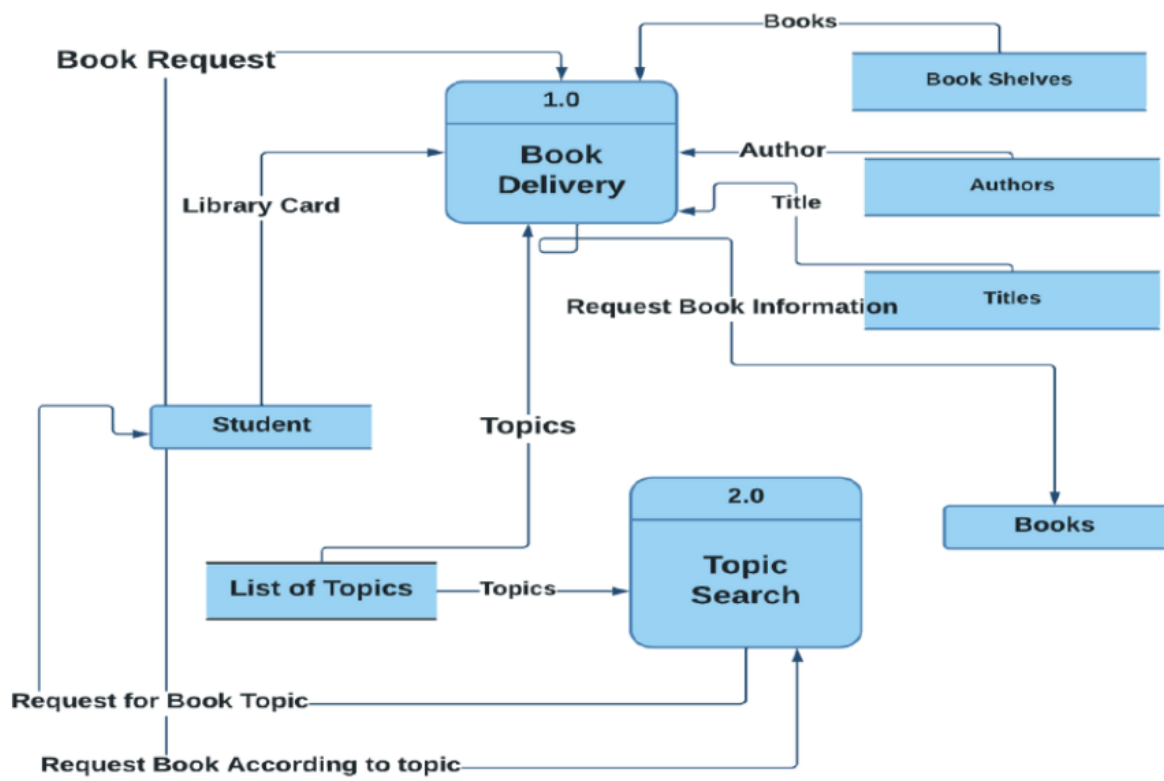 Books
Book Request
Book Shelves
1.0
Book
Delivery
Author
Authors
Library Card
Title
Request Book Information
Titles
Student
Topics
2.0
Books
Topic
Search
List of Topics
Topics
Request for Book Topic
Request Book According to topic